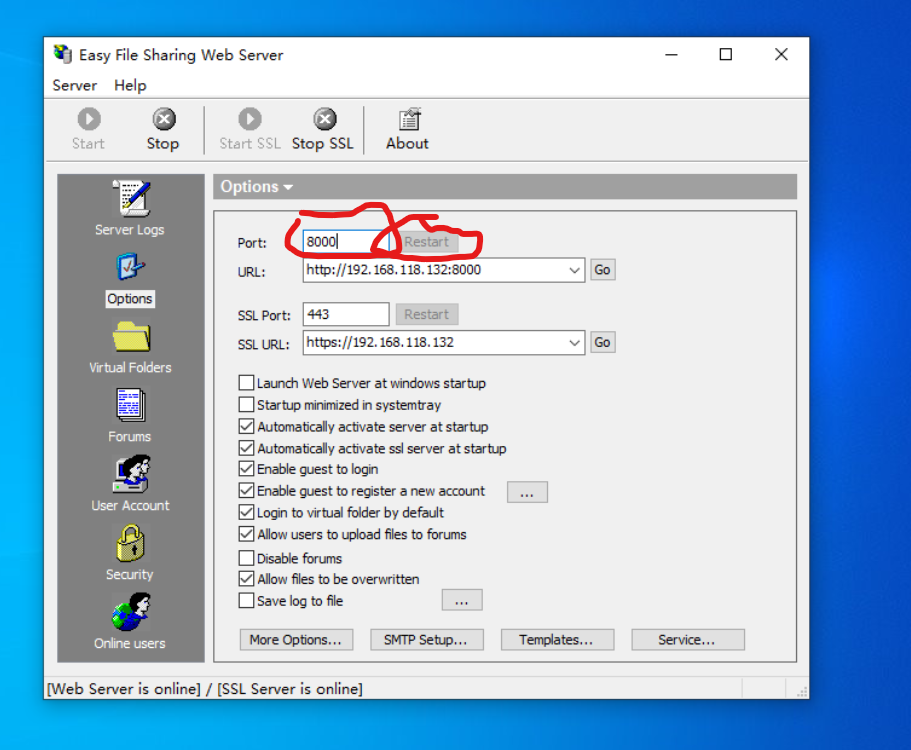 Easy File Sharing Web Server
Server Help
Start Stop Start SSL Stop SSL About
Options
Server Logs
Port: 8000 Restart
URL: http://192.168.118.132:8000 Go
Options
SSL Port: 443 Restart
SSL URL: https://192.168.118.132 Go
Virtual Folders
Launch Web Server at windows startup
Startup minimized in systemtray
Automatically activate server at startup
Forums
Automatically activate ssl server at startup
Enable guest to login
Enable guest to register a new account ...
User Account
Login to virtual folder by default
Allow users to upload files to forums
Disable forums
Security
Allow files to be overwritten
Save log to file ...
Online users
More Options... SMTP Setup... Templates... Service...
[Web Server is online] / [SSL Server is online]